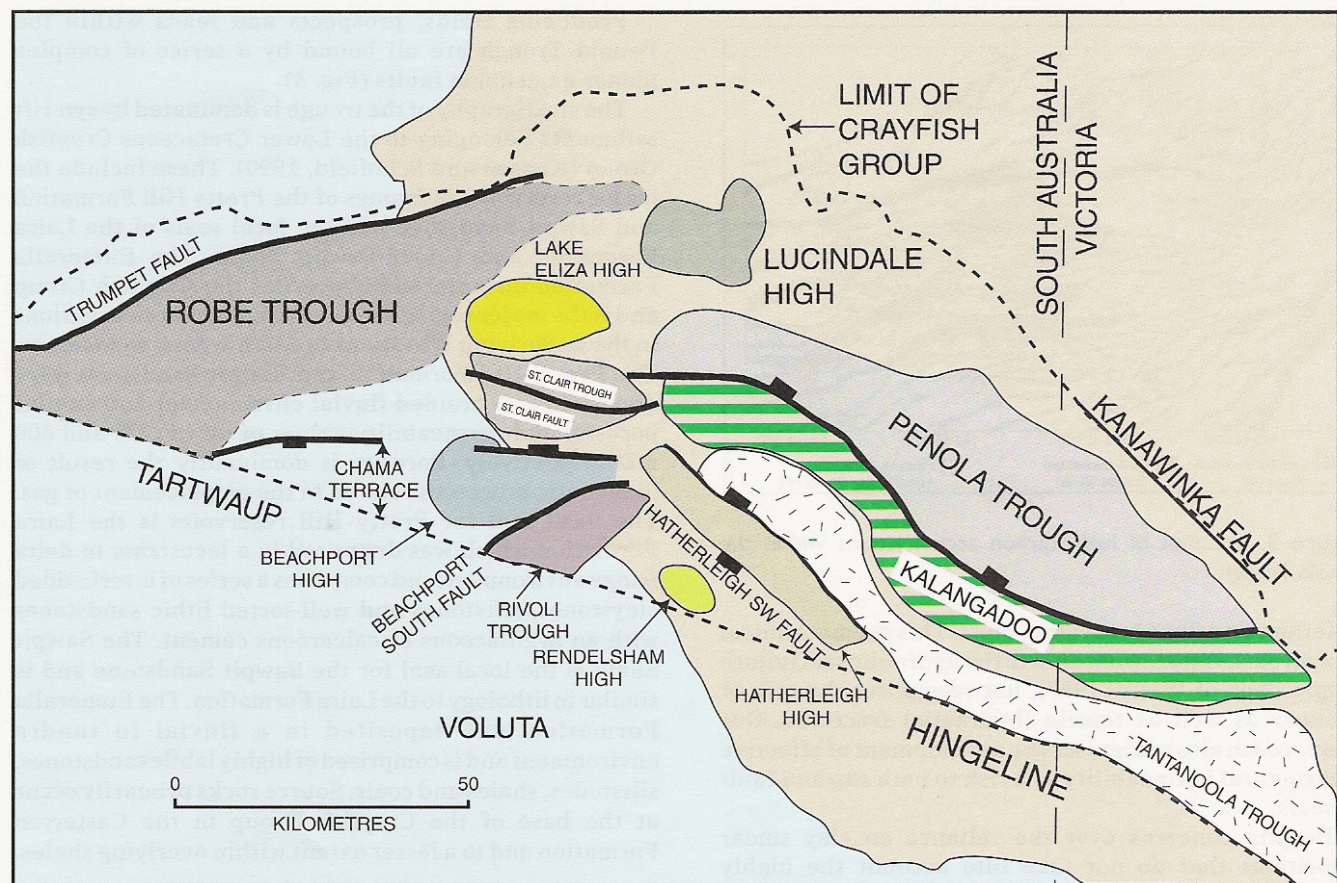 LIMIT OF
CRAYFISH
GROUP
SOUTH AUSTRALIA
VICTORIA
TRUMPET FAULT
ROBE TROUGH
LAKE
ELIZA HIGH
LUCINDALE
HIGH
ST. CLAIR TROUGH
ST. CLAIR FAULT
PENOLA TROUGH
KANAWINKA FAULT
TARTWAUP
CHAMA
TERRACE
BEACHPORT
HIGH
BEACHPORT
SOUTH FAULT
RIVOLI
TROUGH
RENDELSHAM
HIGH
HATHERLEIGH SW FAULT
HATHERLEIGH
HIGH
KALANGADOO
VOLUTA
HINGELINE
TANTANOOLA TROUGH
0 50
KILOMETRES